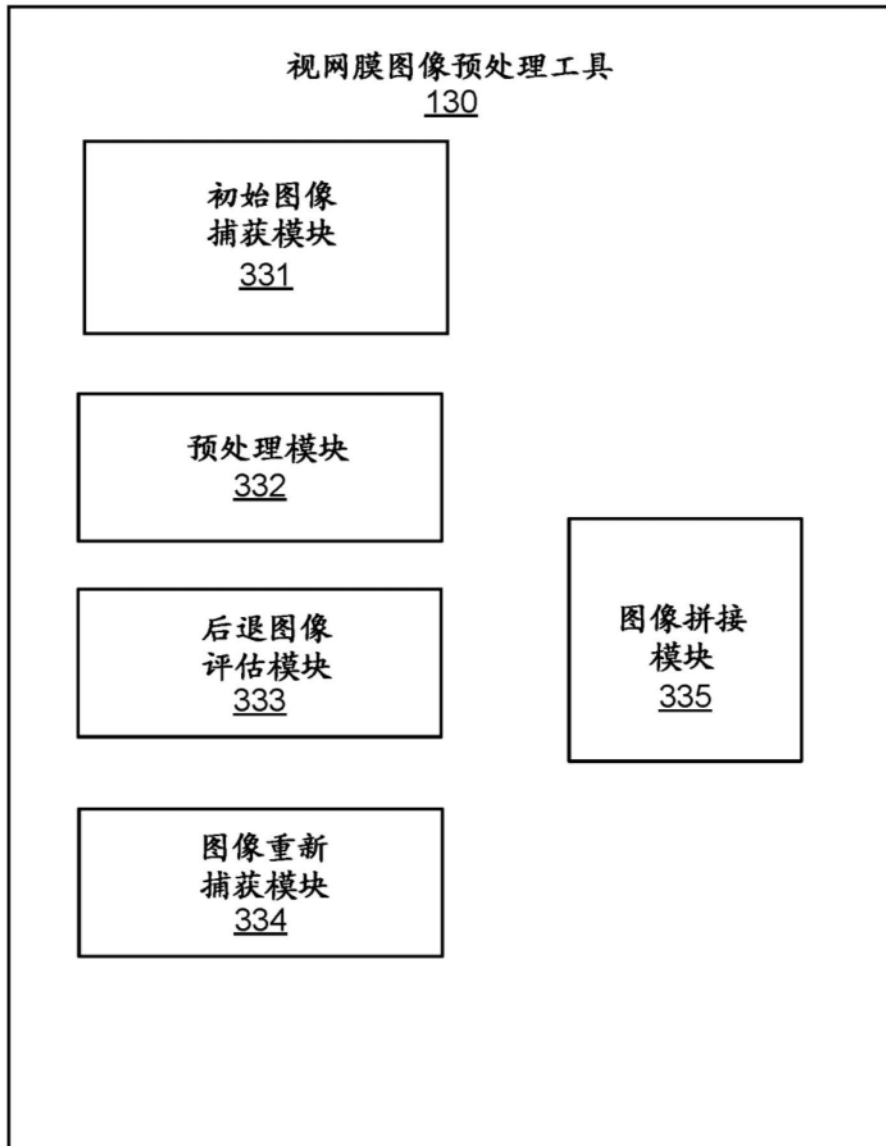 视网膜图像预处理工具
130
初始图像
捕获模块
331
预处理模块
332
后退图像
评估模块
333
图像重新
捕获模块
334
图像拼接
模块
335